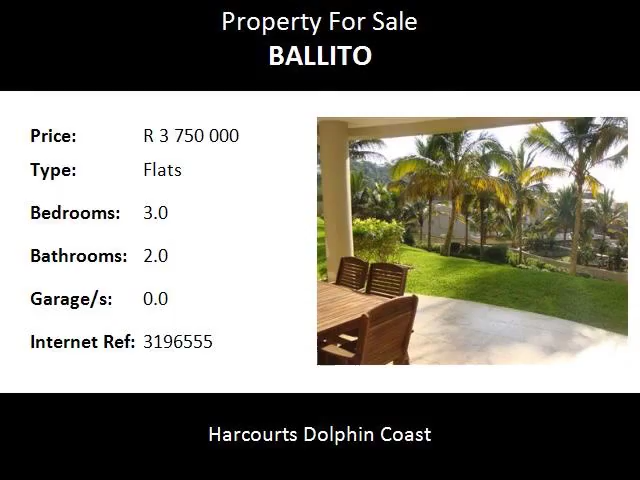 Property For Sale
BALLITO
Price: R 3 750 000
Type: Flats
Bedrooms: 3.0
Bathrooms: 2.0
Garage/s: 0.0
Internet Ref: 3196555
Harcourts Dolphin Coast